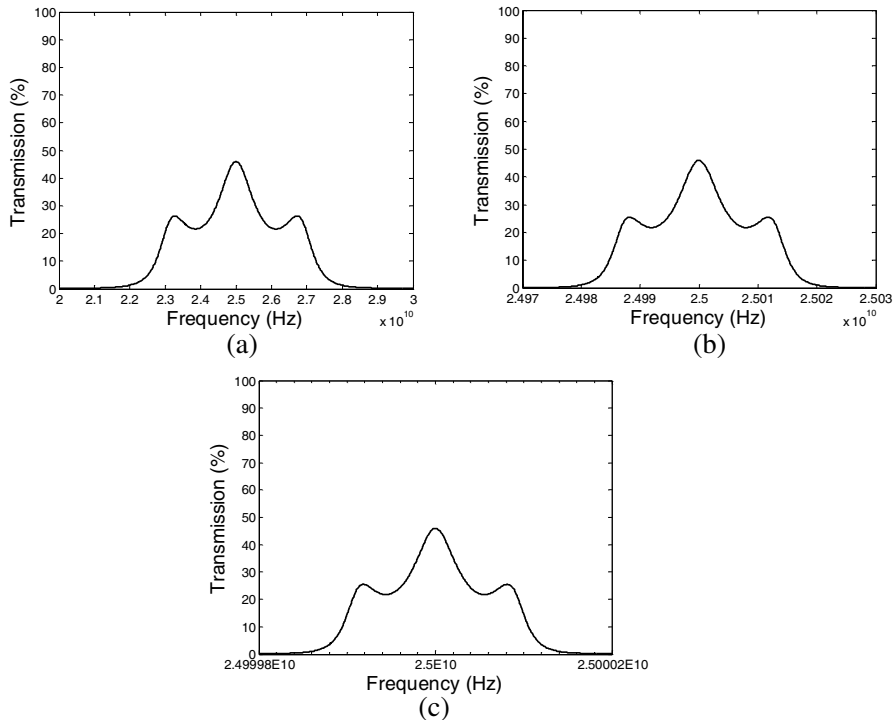 100
90
80
70
60
50
40
30
20
10
0
Transmission (%)
2 2.1 2.2 2.3 2.4 2.5 2.6 2.7 2.8 2.9 3
Frequency (Hz)
x 10^10
(a)
100
90
80
70
60
50
40
30
20
10
0
Transmission (%)
2.497 2.498 2.499 2.5 2.501 2.502 2.503
Frequency (Hz)
x 10^10
(b)
100
90
80
70
60
50
40
30
20
10
0
Transmission (%)
2.49998E10 2.5E10 2.50002E10
Frequency (Hz)
(c)